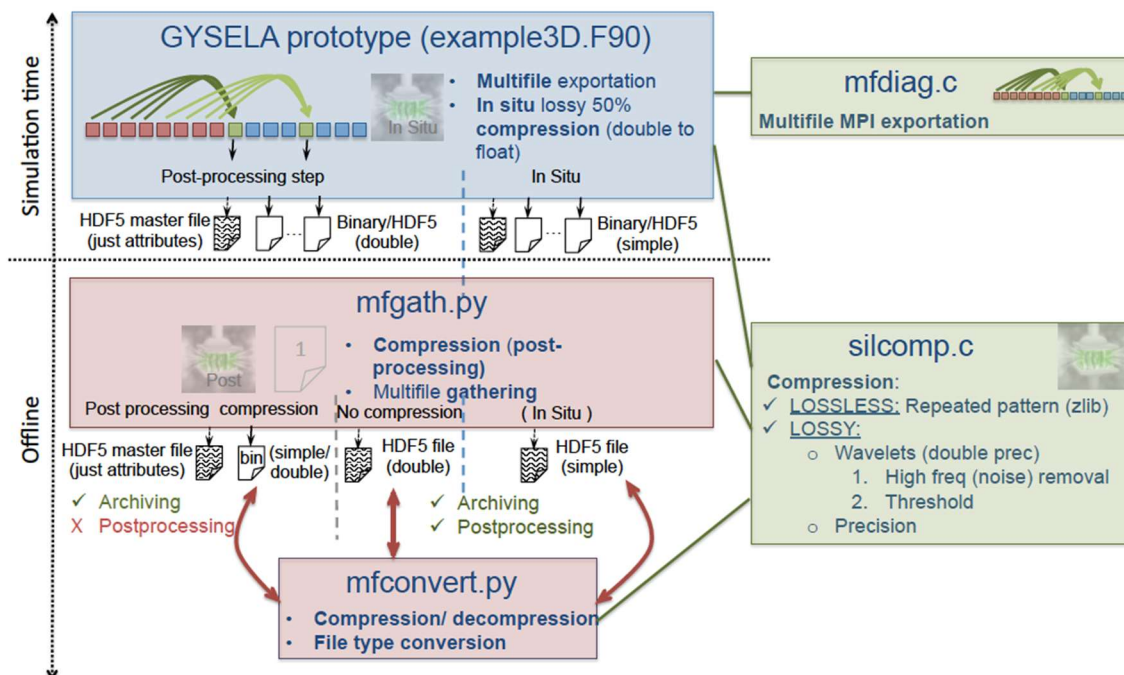 Simulation time
GYSELA prototype (example3D.F90)
In Situ
• Multifile exportation
• In situ lossy 50%
compression (double to
float)
Post-processing step
In Situ
HDF5 master file
(just attributes)
...
Binary/HDF5
(double)
...
Binary/HDF5
(simple)
mfdiag.c
Multifile MPI exportation
Offline
mfgath.py
Post
1
• Compression (post-
processing)
• Multifile gathering
Post processing compression
No compression
( In Situ )
HDF5 master file
(just attributes)
bin
(simple/
double)
HDF5 file
(double)
HDF5 file
(simple)
✓ Archiving
X Postprocessing
✓ Archiving
✓ Postprocessing
mfconvert.py
• Compression/ decompression
• File type conversion
silcomp.c
Compression:
✓ LOSSLESS: Repeated pattern (zlib)
✓ LOSSY:
o Wavelets (double prec)
1. High freq (noise) removal
2. Threshold
o Precision